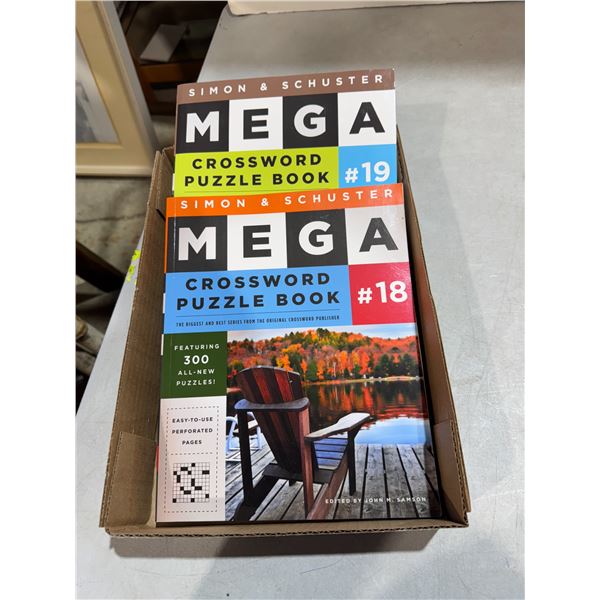 SIMON & SCHUSTER
MEGA
CROSSWORD
PUZZLE BOOK
#19
SIMON & SCHUSTER
MEGA
CROSSWORD
PUZZLE BOOK
#18
THE BIGGEST AND BEST SERIES FROM THE ORIGINAL CROSSWORD PUBLISHER
FEATURING
300
ALL-NEW
PUZZLES!
EASY-TO-USE
PERFORATED
PAGES
EDITED BY JOHN M. SAMSON